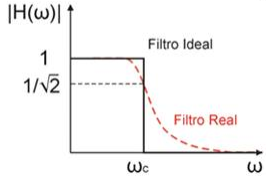 |H(ω)|
Filtro Ideal
1
1/√2
Filtro Real
ωc
ω